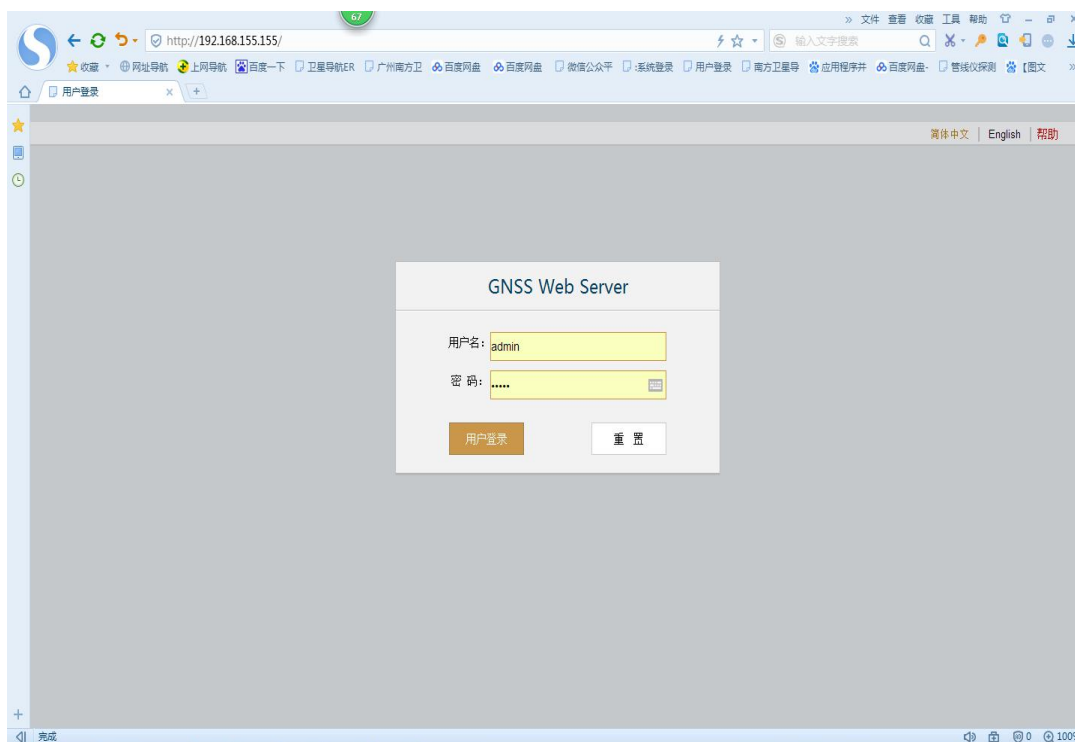 67
» 文件 查看 收藏 工具 帮助
http://192.168.155.155/
输入文字搜索
收藏 网址导航 上网导航 百度一下 卫星导航ER 广州南方卫 百度网盘 百度网盘 微信公众平 :系统登录 用户登录 南方卫星导 应用程序并 百度网盘- 管线仪探测 【图文 »
用户登录
简体中文 | English | 帮助
GNSS Web Server
用户名: admin
密 码: •••••
用户登录 重 置
完成
0 100%